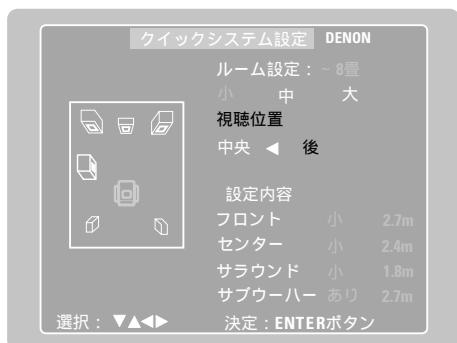 クイックシステム設定 DENON
ルーム設定：~ 8畳
小 中 大
視聴位置
中央 ◀ 後
設定内容
フロント 小 2.7m
センター 小 2.4m
サラウンド 小 1.8m
サブウーハー あり 2.7m
選択： ▼▲◀▶ 決定：ENTERボタン